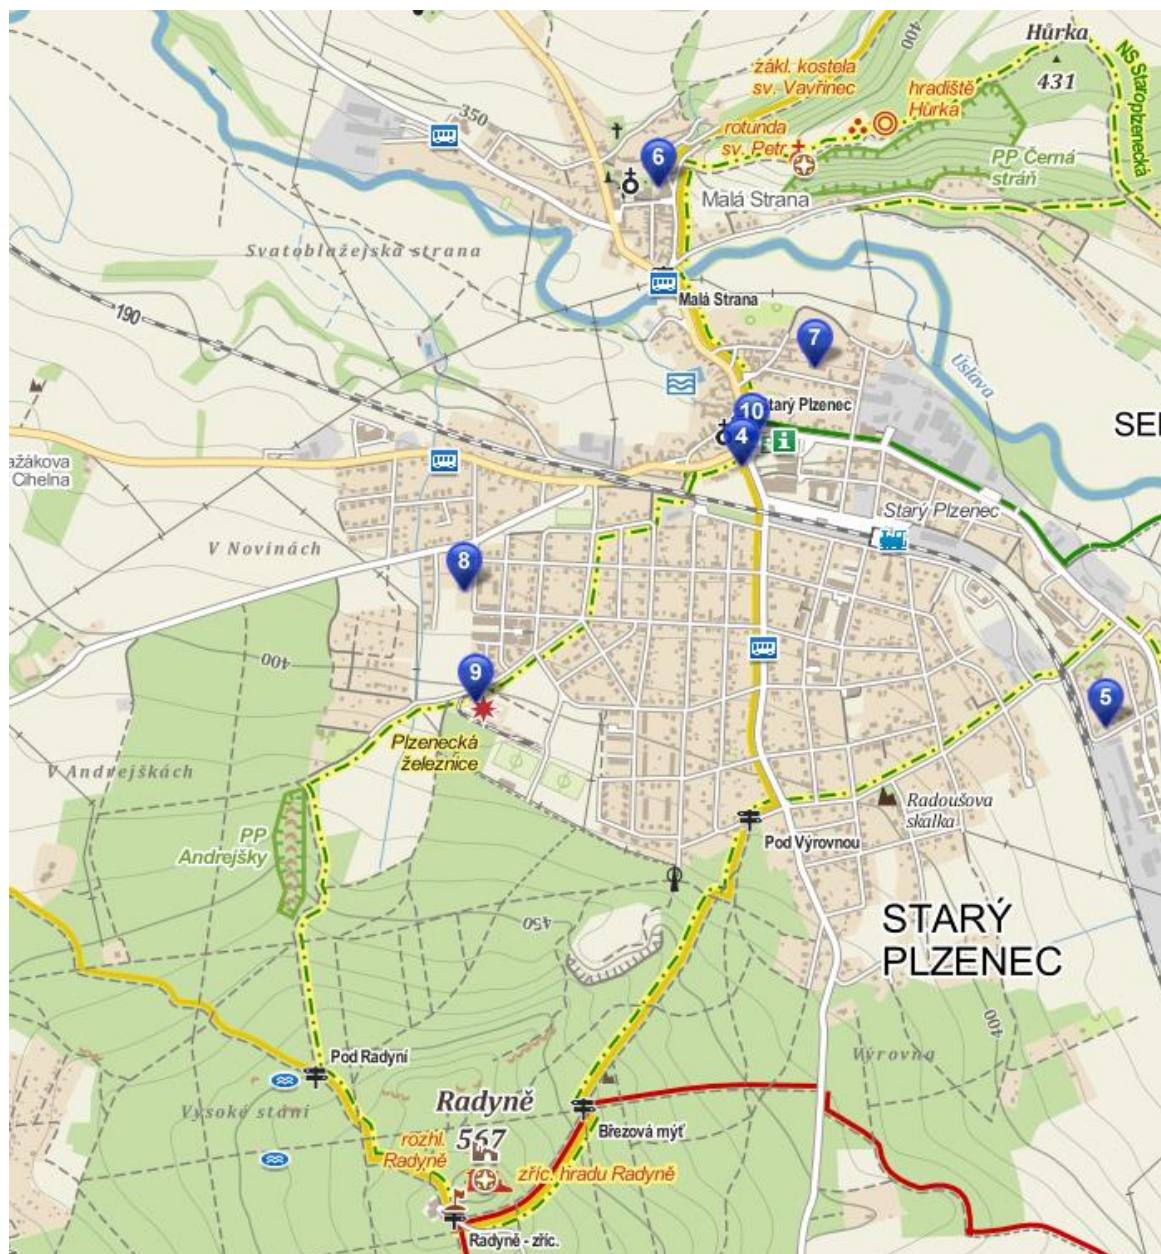 Hůrka
431
400
NS Staroplzenecká
zákl. kostela
sv. Vavřinec
hradiště
Hůrka
350
rotunda
sv. Petr
6
PP Černá
stráň
Malá Strana
Svatoblažejská strana
190
Malá Strana
7
Úslava
Starý Plzenec
10
4
i
SE
ažákova
Cihelna
Starý Plzenec
V Novinách
8
400
9
5
Plzenecká
železnice
V Andrejškách
PP
Andrejšky
Radoušova
skalka
Pod Výrovnou
450
STARÝ
PLZENEC
400
Pod Radyní
Výrovna
Vysoké stání
Radyně
567
Březová mýť
rozhl.
Radyně
zříc. hradu Radyně
Radyně - zříc.